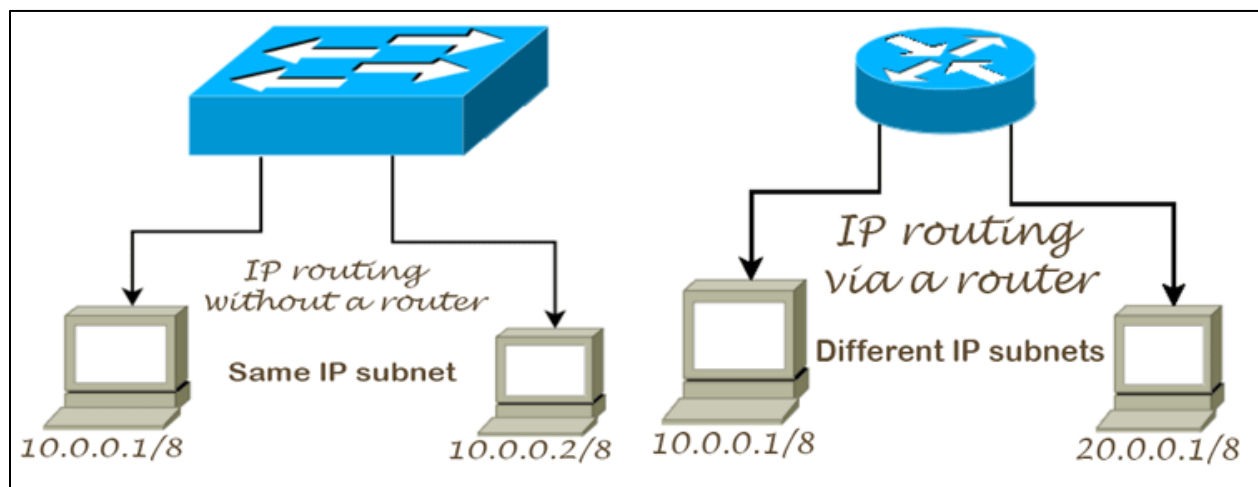 IP routing
without a router
Same IP subnet
10.0.0.1/8
10.0.0.2/8
IP routing
via a router
Different IP subnets
10.0.0.1/8
20.0.0.1/8